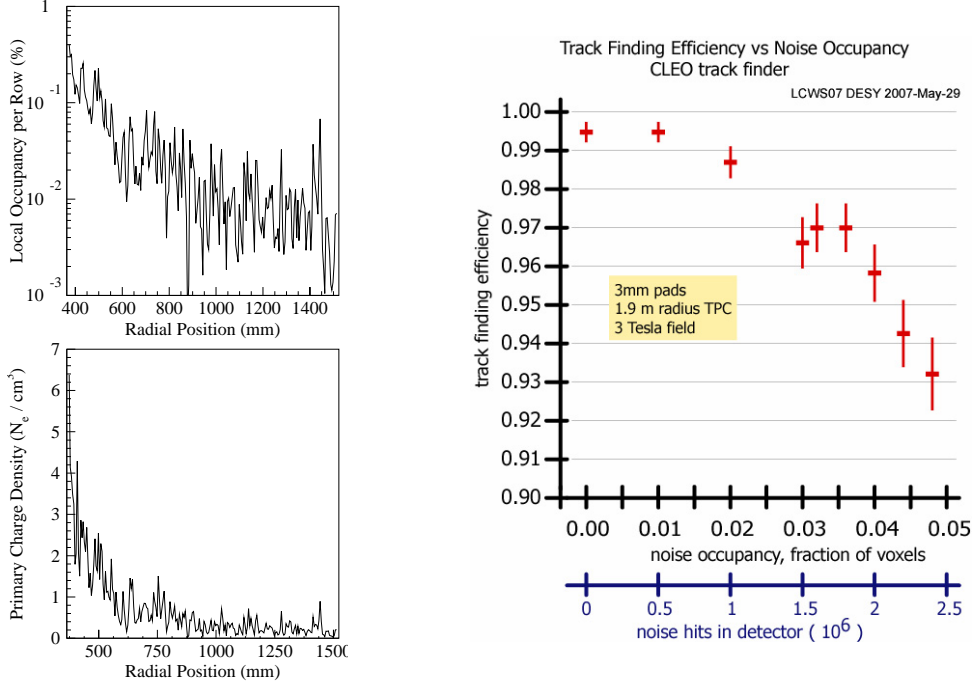 1
10 -1
10 -2
10 -3
Local Occupancy per Row (%)
400 600 800 1000 1200 1400
Radial Position (mm)
7
6
5
4
3
2
1
0
Primary Charge Density (Ne / cm3)
500 750 1000 1250 1500
Radial Position (mm)
Track Finding Efficiency vs Noise Occupancy
CLEO track finder
LCWS07 DESY 2007-May-29
1.00
0.99
0.98
0.97
0.96
0.95
0.94
0.93
0.92
0.91
0.90
track finding efficiency
3mm pads
1.9 m radius TPC
3 Tesla field
0.00 0.01 0.02 0.03 0.04 0.05
noise occupancy, fraction of voxels
0 0.5 1 1.5 2 2.5
noise hits in detector ( 10^6 )